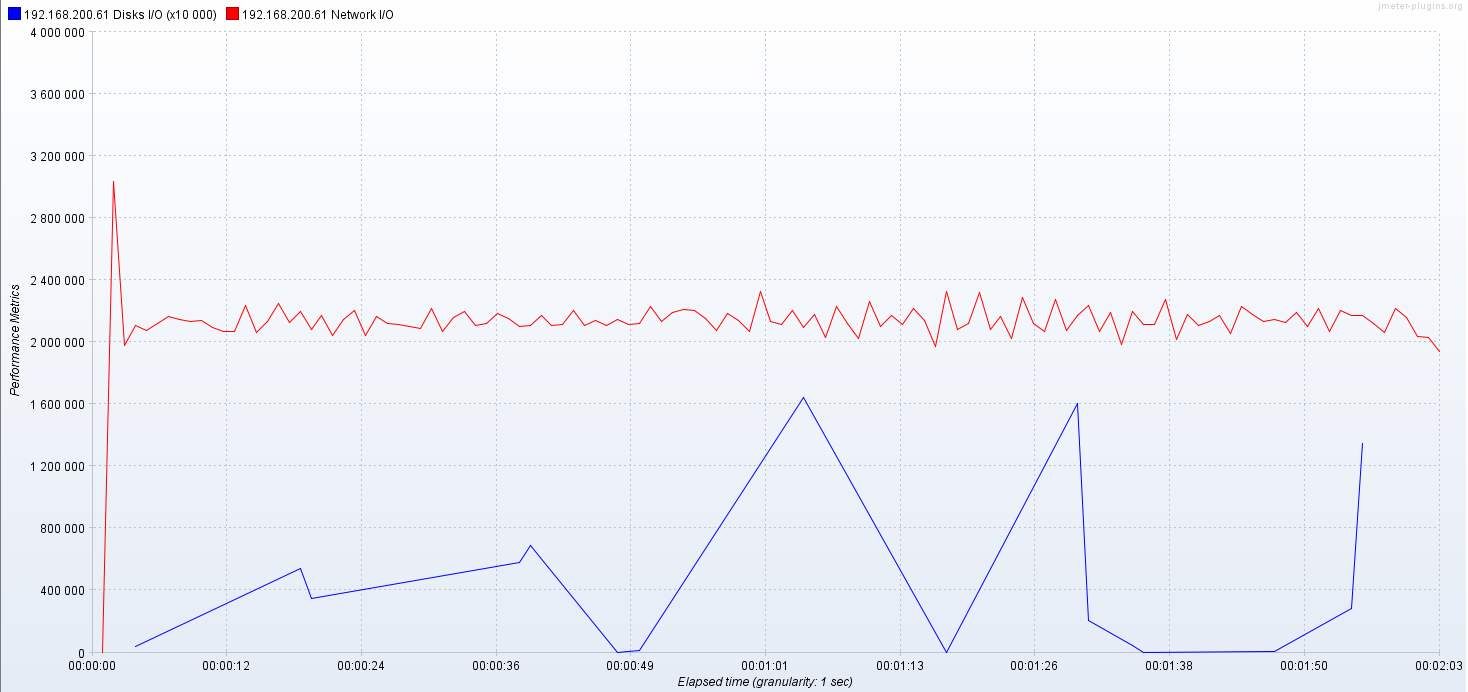 jmeter-plugins.org
192.168.200.61 Disks I/O (x10 000) 192.168.200.61 Network I/O
4 000 000
3 600 000
3 200 000
2 800 000
2 400 000
2 000 000
1 600 000
1 200 000
800 000
400 000
0
Performance Metrics
00:00:00 00:00:12 00:00:24 00:00:36 00:00:49 00:01:01 00:01:13 00:01:26 00:01:38 00:01:50 00:02:03
Elapsed time (granularity: 1 sec)